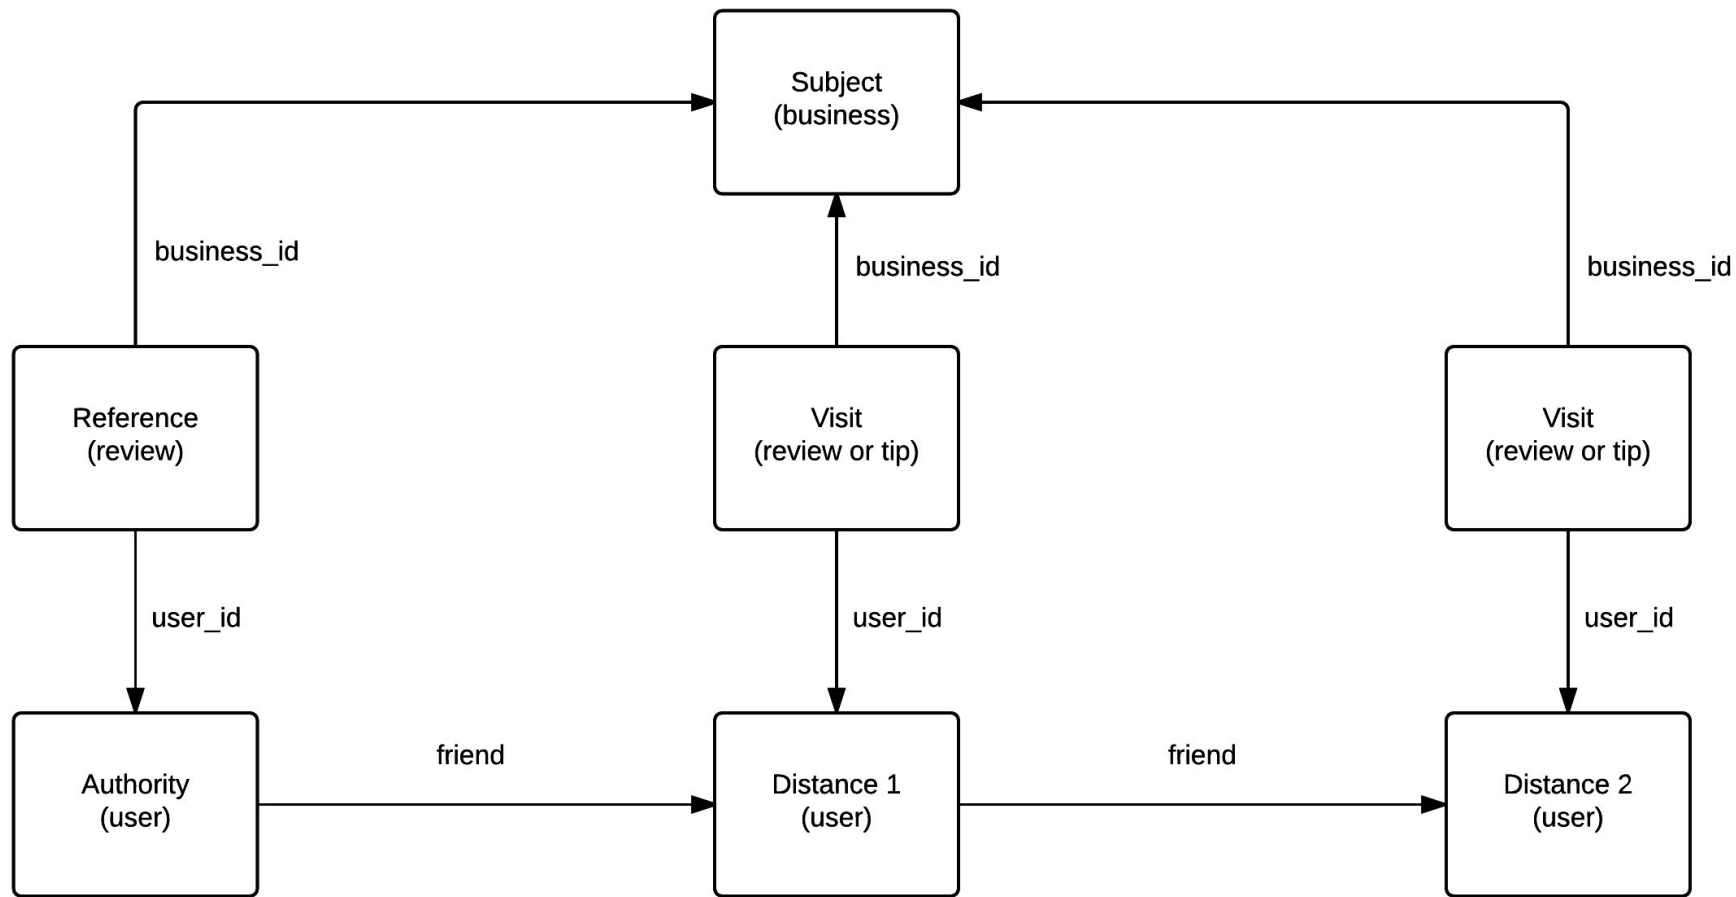 Subject
(business)
business_id
business_id
business_id
Reference
(review)
Visit
(review or tip)
Visit
(review or tip)
user_id
user_id
user_id
Authority
(user)
friend
Distance 1
(user)
friend
Distance 2
(user)